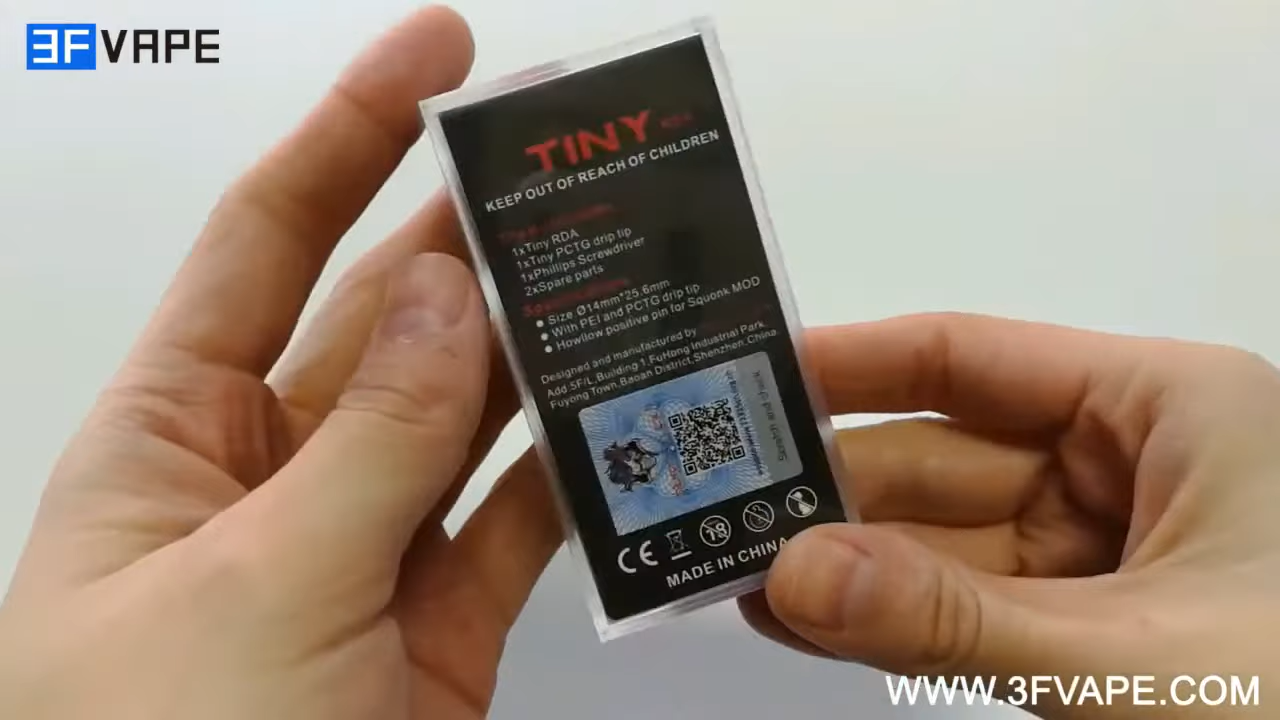 3FVAPE
TINY
KEEP OUT OF REACH OF CHILDREN
1xTiny RDA
1xTiny PCTG drip tip
1xPhillips Screwdriver
2xSpare parts
Size Ø14mm*25.6mm
With PEI and PCTG drip tip
Howllow positive pin for Squonk MOD
Designed and manufactured by
Add 5F/L,Building 1,FuHong Industrial Park,
Fuyong Town,Baoan District,Shenzhen,China.
Scratch and check
CE 18
MADE IN CHINA
WWW.3FVAPE.COM